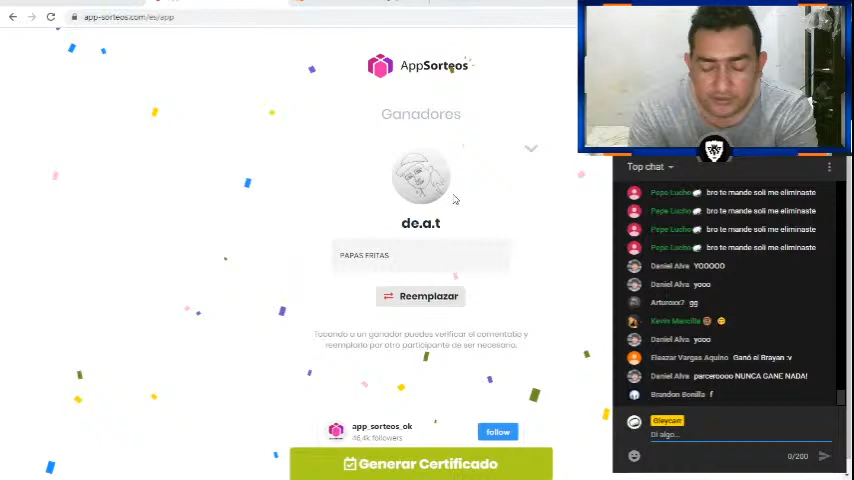 app-sorteos.com/es/app
AppSorteos
Ganadores
de.a.t
PAPAS FRITAS
Reemplazar
Tocando a un ganador puedes verificar el comentatio y
reemplazarlo por otro participante de ser necesario.
app_sorteos_ok
46,4k followers
follow
Generar Certificado
Top chat
Pepe Lucho bro te mande soli me eliminaste
Pepe Lucho bro te mande soli me eliminaste
Pepe Lucho bro te mande soli me eliminaste
Pepe Lucho bro te mande soli me eliminaste
Daniel Alva YOOOOO
Daniel Alva yooo
Arturoxx7 gg
Kevin Mancilla
Daniel Alva yooo
Eleazar Vargas Aquino Ganó el Brayan :v
Daniel Alva parceroooo NUNCA GANE NADA!
Brandon Bonilla f
Gleycarr
Di algo...
0/200